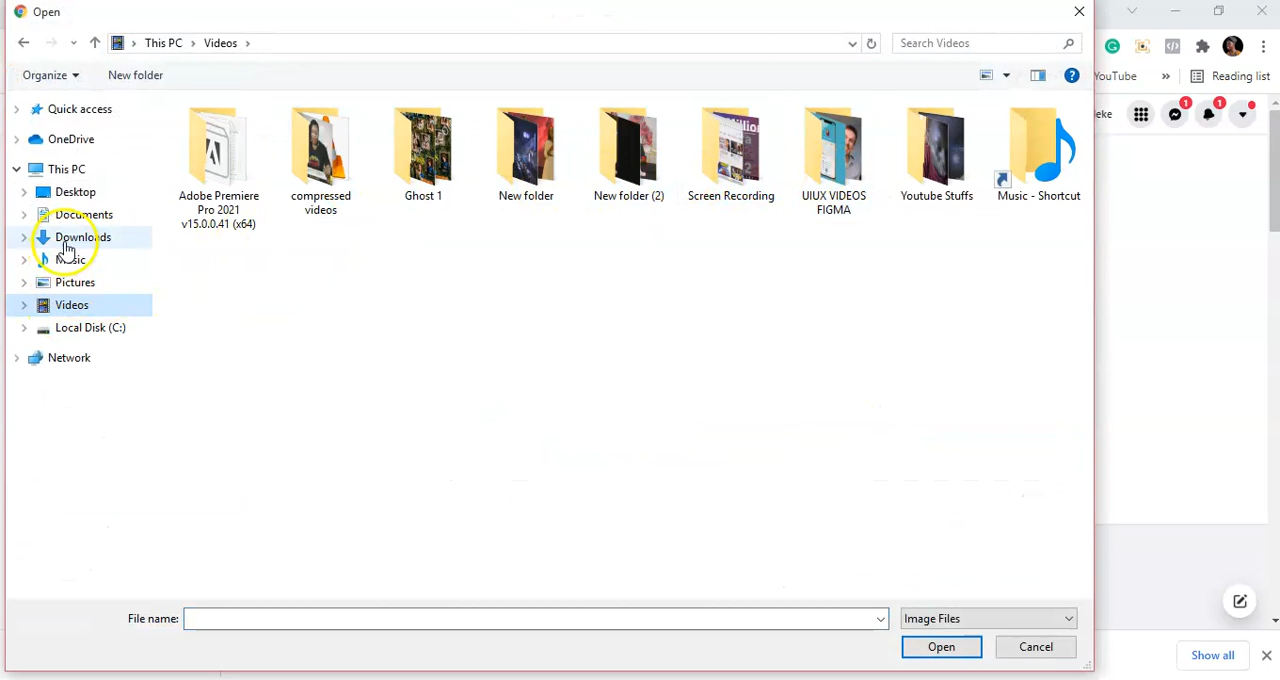 Open
This PC
Videos
Search Videos
Organize
New folder
YouTube
Reading list
Quick access
OneDrive
This PC
Desktop
Documents
Downloads
Music
Pictures
Videos
Local Disk (C:)
Network
Adobe Premiere Pro 2021 v15.0.0.41 (x64)
compressed videos
Ghost 1
New folder
New folder (2)
Screen Recording
UIUX VIDEOS FIGMA
Youtube Stuffs
Music - Shortcut
eke
1
1
File name:
Image Files
Open
Cancel
Show all